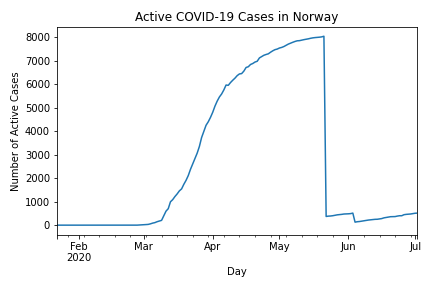 Active COVID-19 Cases in Norway
Number of Active Cases
8000
7000
6000
5000
4000
3000
2000
1000
0
Feb
2020
Mar
Apr
May
Jun
Jul
Day